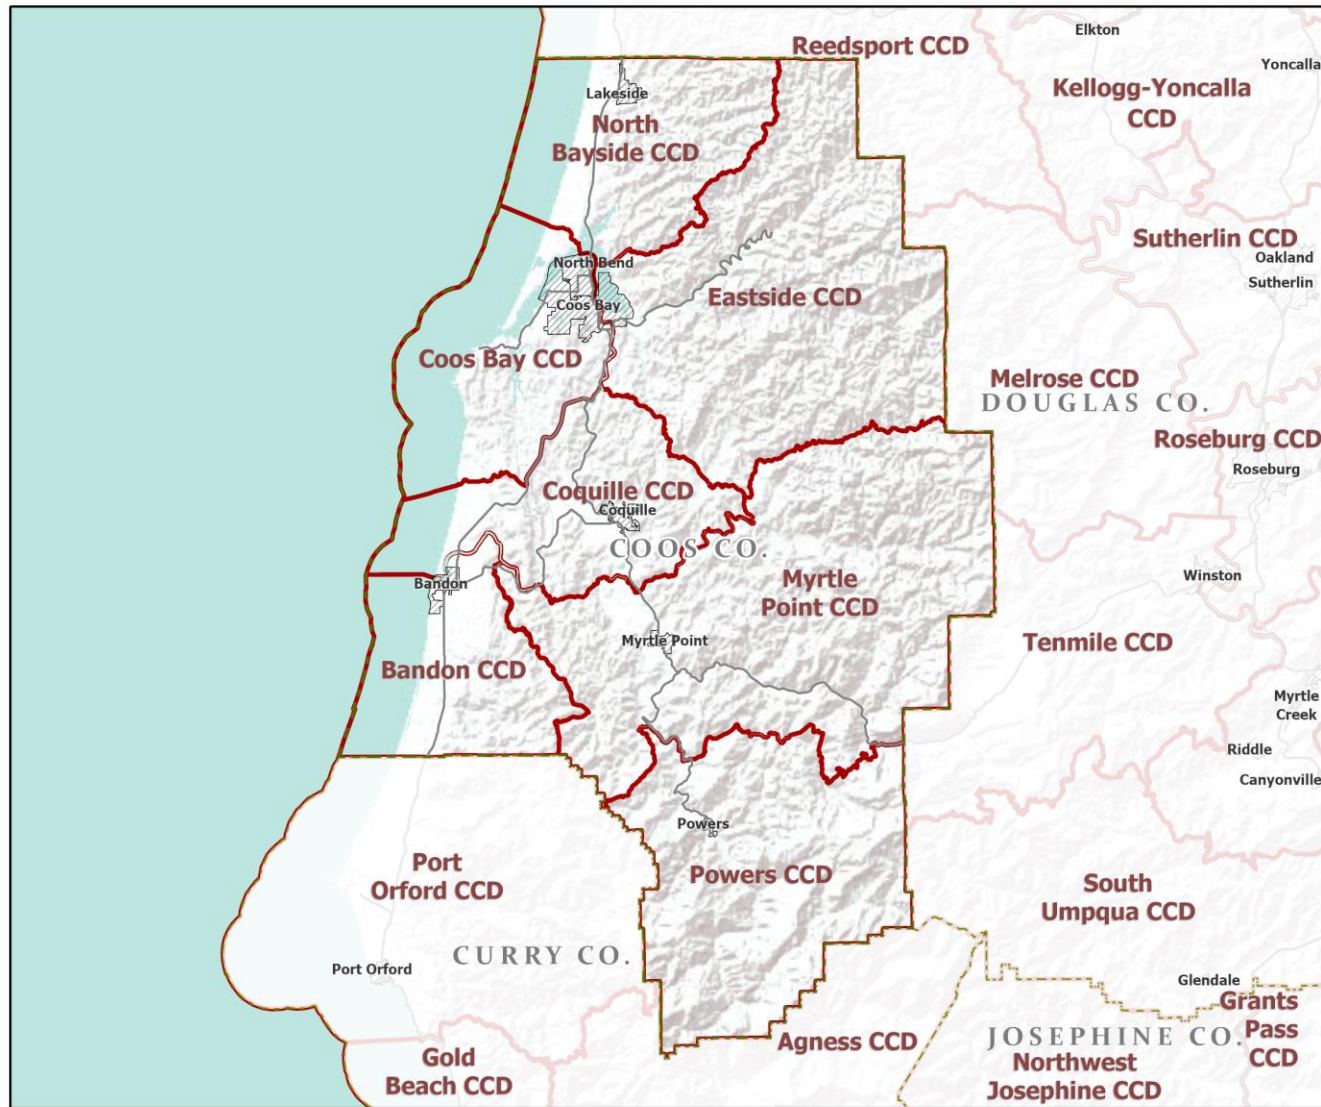 Elkton
Reedsport CCD
Yoncalla
Kellogg-Yoncalla
CCD
Lakeside
North
Bayside CCD
Sutherlin CCD
Oakland
Sutherlin
North Bend
Coos Bay
Eastside CCD
Coos Bay CCD
Melrose CCD
DOUGLAS CO.
Roseburg CCD
Roseburg
Coquille CCD
Coquille
COOS CO.
Bandon
Myrtle
Point CCD
Winston
Myrtle Point
Tenmile CCD
Bandon CCD
Myrtle
Creek
Riddle
Canyonville
Powers
Port
Orford CCD
Powers CCD
South
Umpqua CCD
CURRY CO.
Port Orford
Glendale
Grants
Pass
CCD
Agness CCD
JOSEPHINE CO.
Northwest
Josephine CCD
Gold
Beach CCD